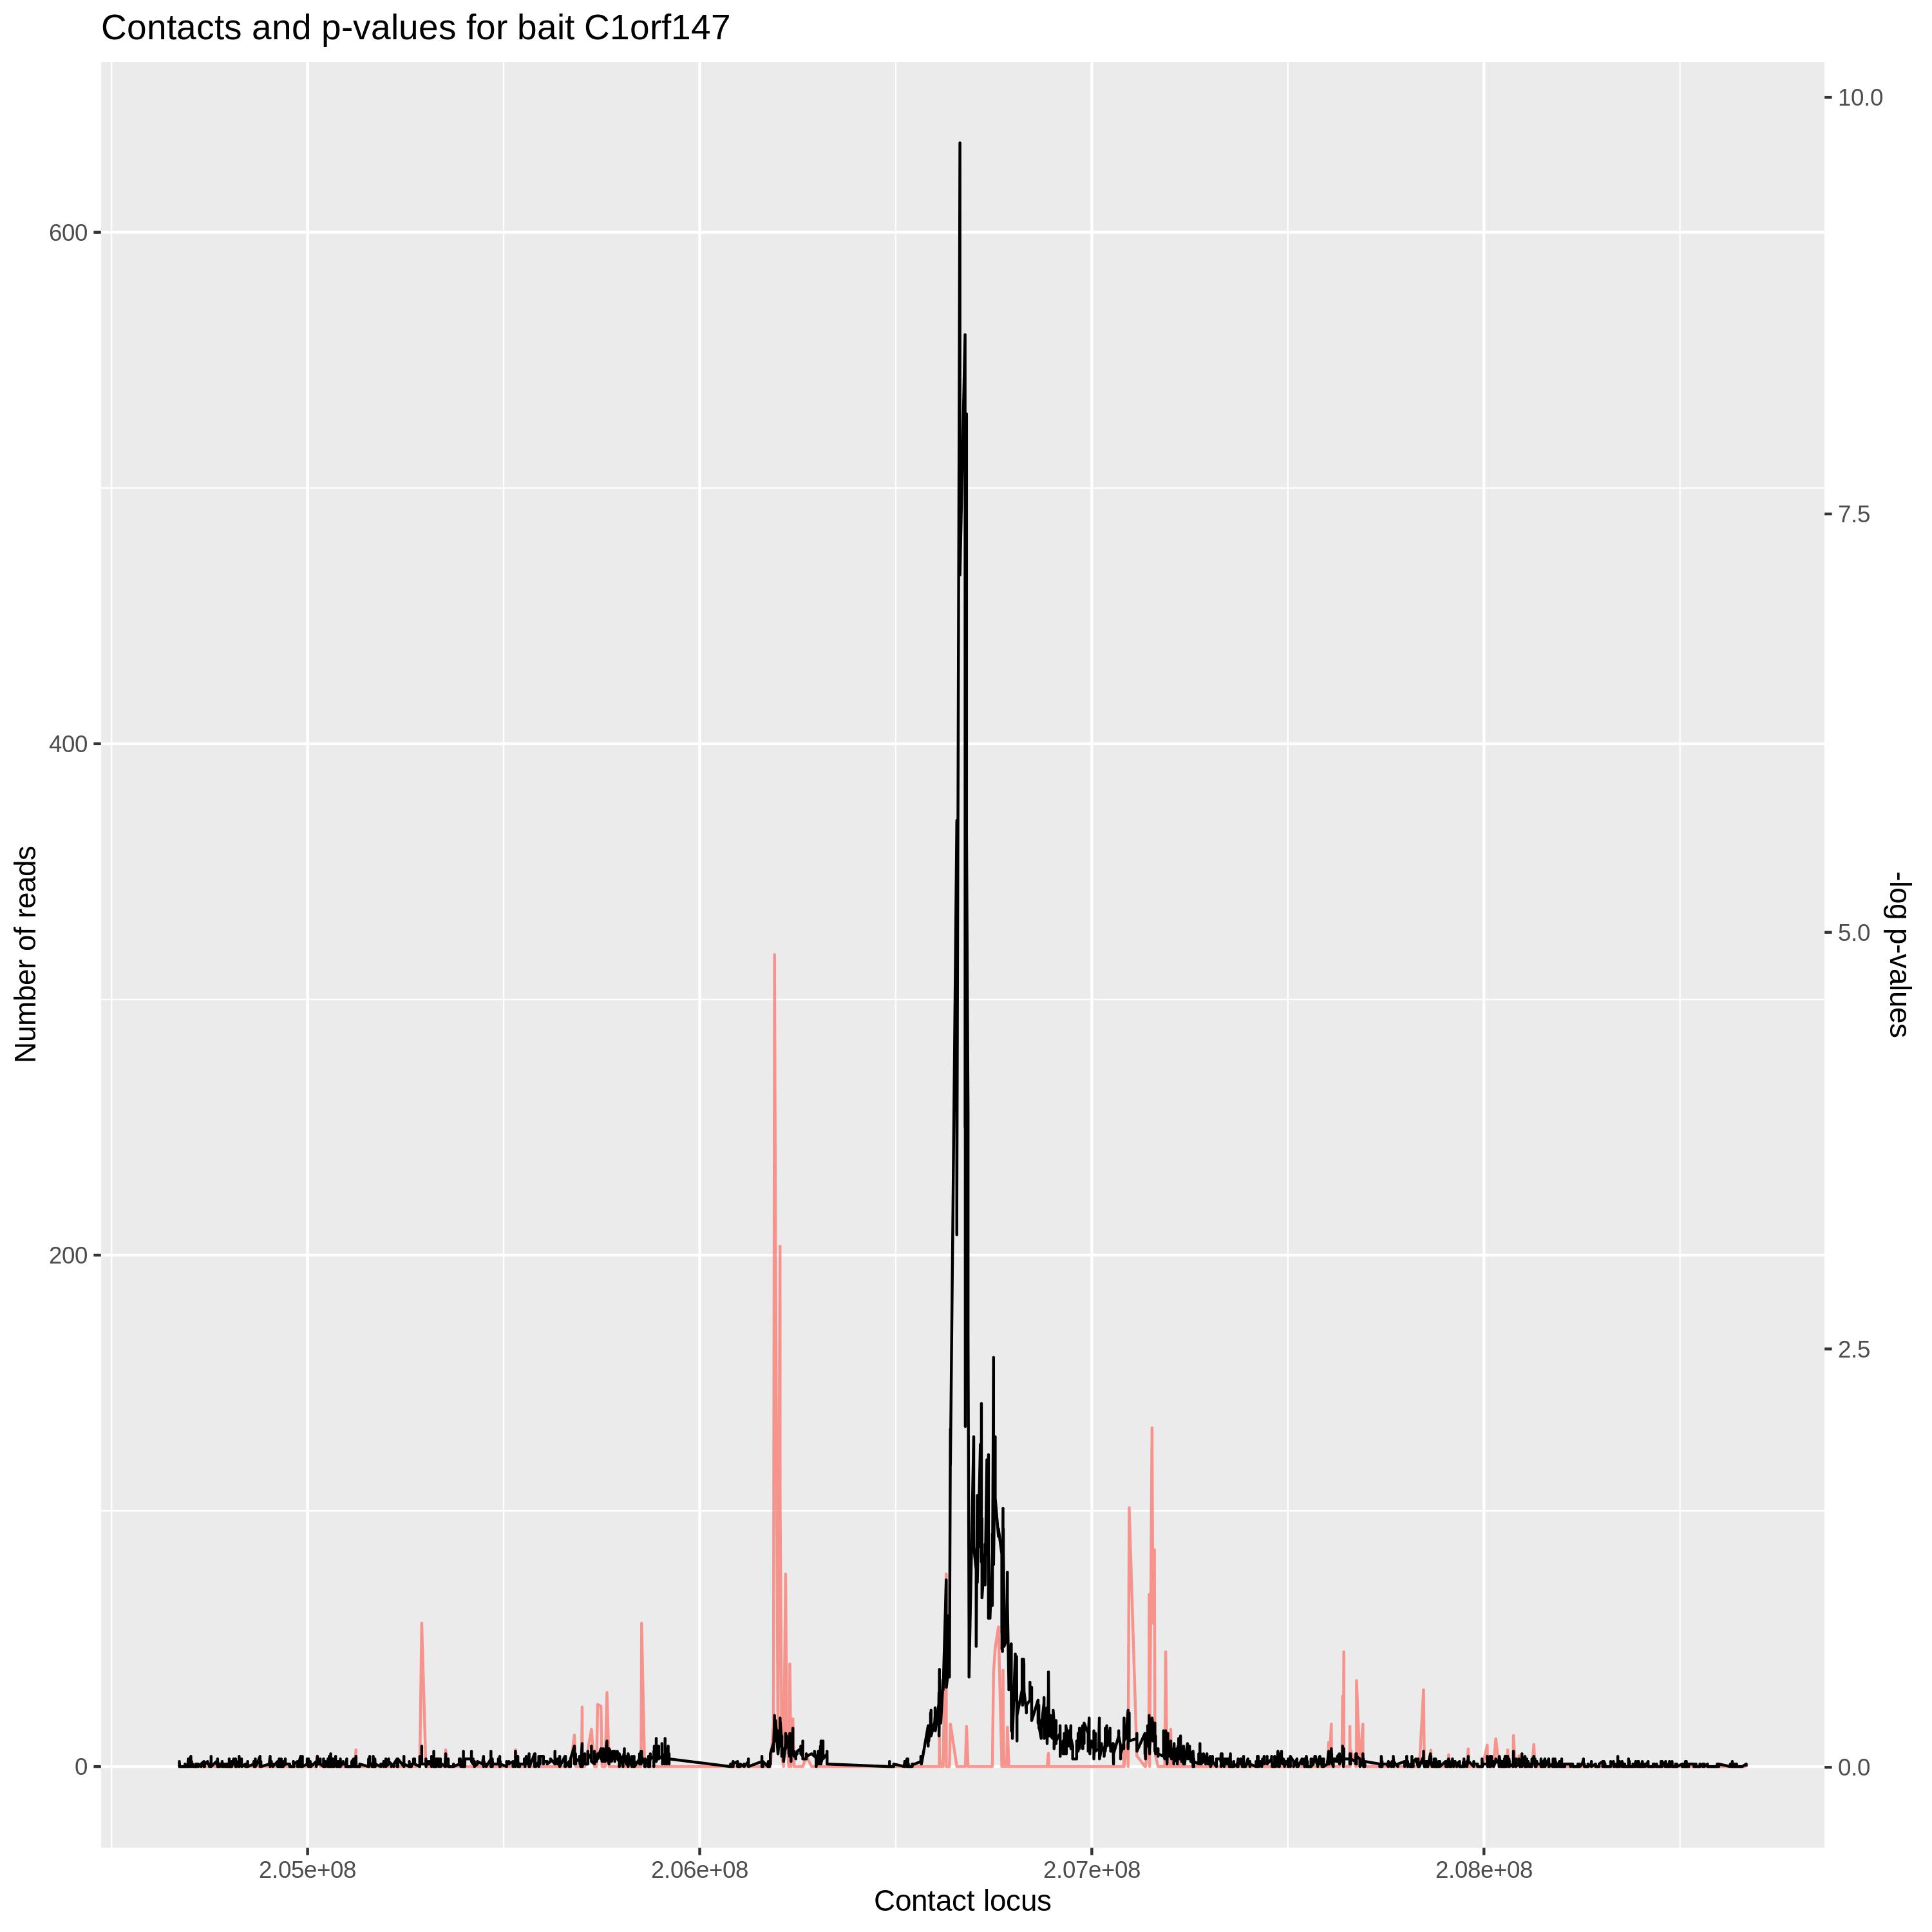 Contacts and p-values for bait C1orf147
10.0
600
7.5
400
5.0
Number of reads
-log p-values
200
2.5
0
0.0
2.05e+08 2.06e+08 2.07e+08 2.08e+08
Contact locus